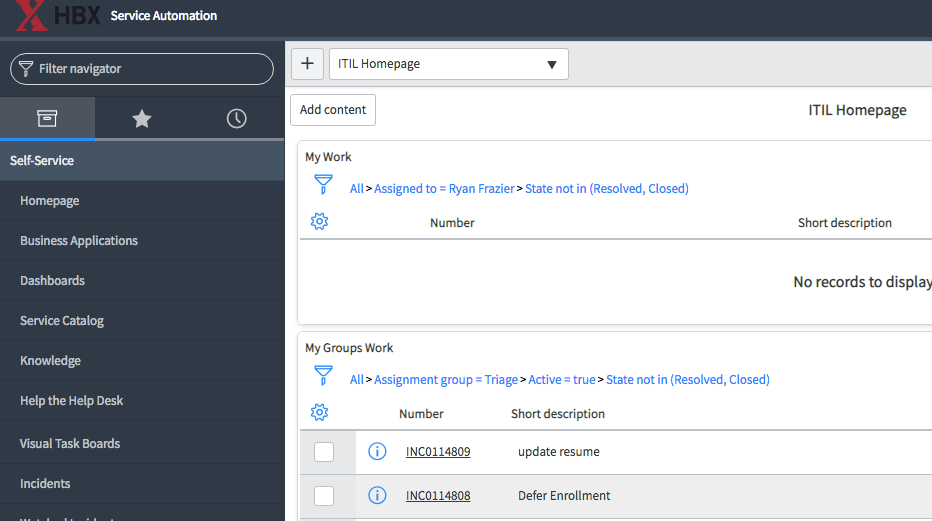 HBX Service Automation
Filter navigator
Self-Service
Homepage
Business Applications
Dashboards
Service Catalog
Knowledge
Help the Help Desk
Visual Task Boards
Incidents
ITIL Homepage
Add content
ITIL Homepage
My Work
All > Assigned to = Ryan Frazier > State not in (Resolved, Closed)
Number Short description
No records to display
My Groups Work
All > Assignment group = Triage > Active = true > State not in (Resolved, Closed)
Number Short description
INC0114809 update resume
INC0114808 Defer Enrollment